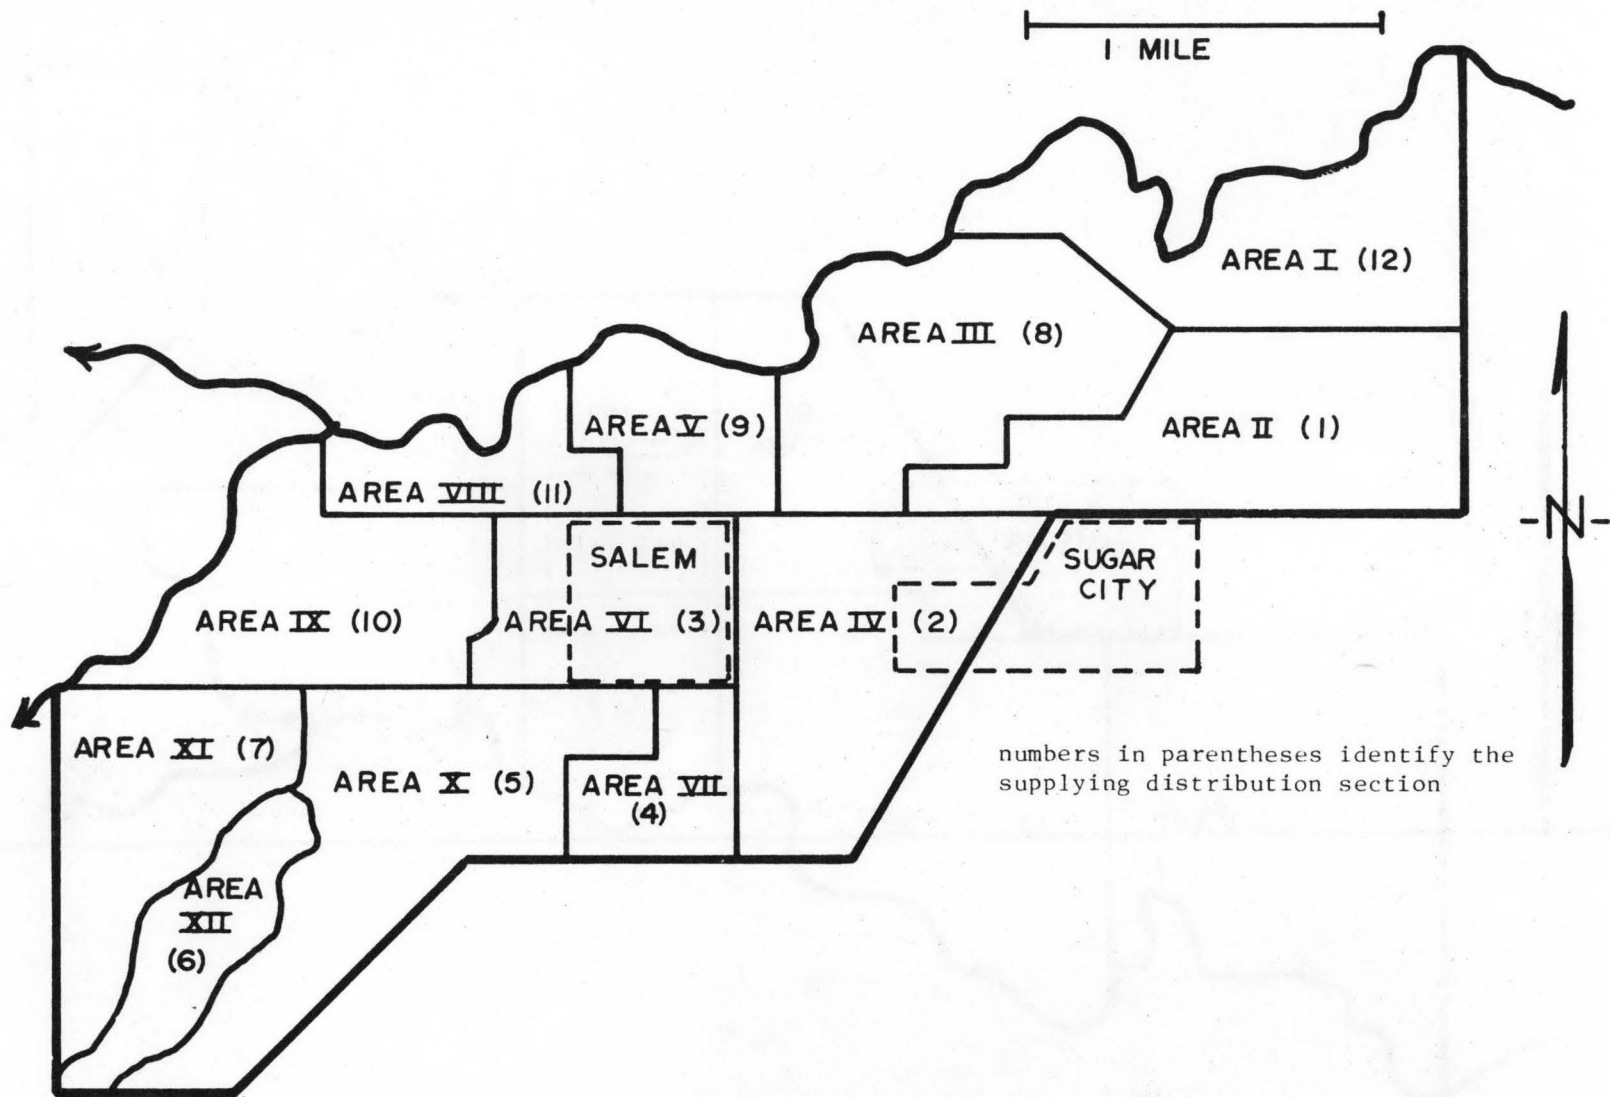 1 MILE
AREA I (12)
AREA III (8)
AREA V (9)
AREA II (1)
AREA VIII (11)
SALEM
SUGAR
CITY
AREA IX (10)
AREA VI (3)
AREA IV (2)
-N-
AREA XI (7)
AREA X (5)
AREA VII
(4)
numbers in parentheses identify the
supplying distribution section
AREA
XII
(6)